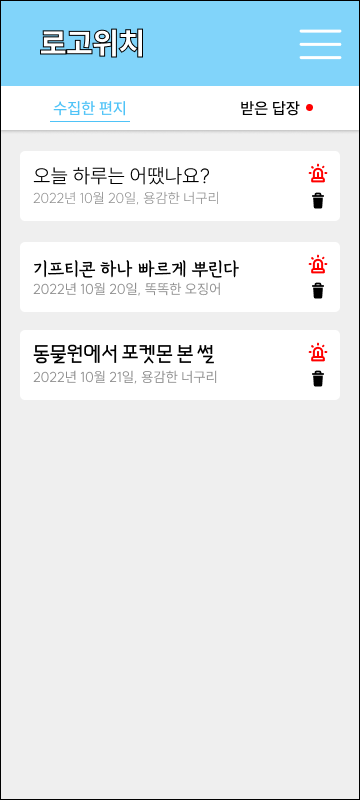 로고위치
수집한 편지
받은 답장
오늘 하루는 어땠나요?
2022년 10월 20일, 용감한 너구리
기프티콘 하나 빠르게 뿌린다
2022년 10월 20일, 똑똑한 오징어
동물원에서 포켓몬 본 썰
2022년 10월 21일, 용감한 너구리